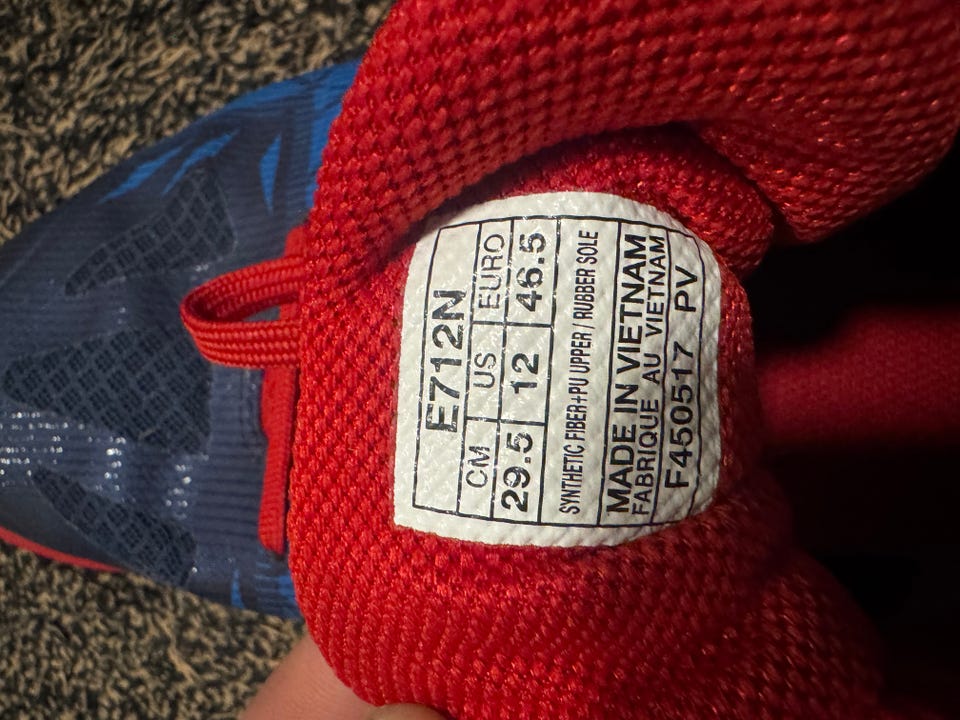 E712N
CM US EURO
29.5 12 46.5
SYNTHETIC FIBER+PU UPPER / RUBBER SOLE
MADE IN VIETNAM
FABRIQUE AU VIETNAM
F450517 PV